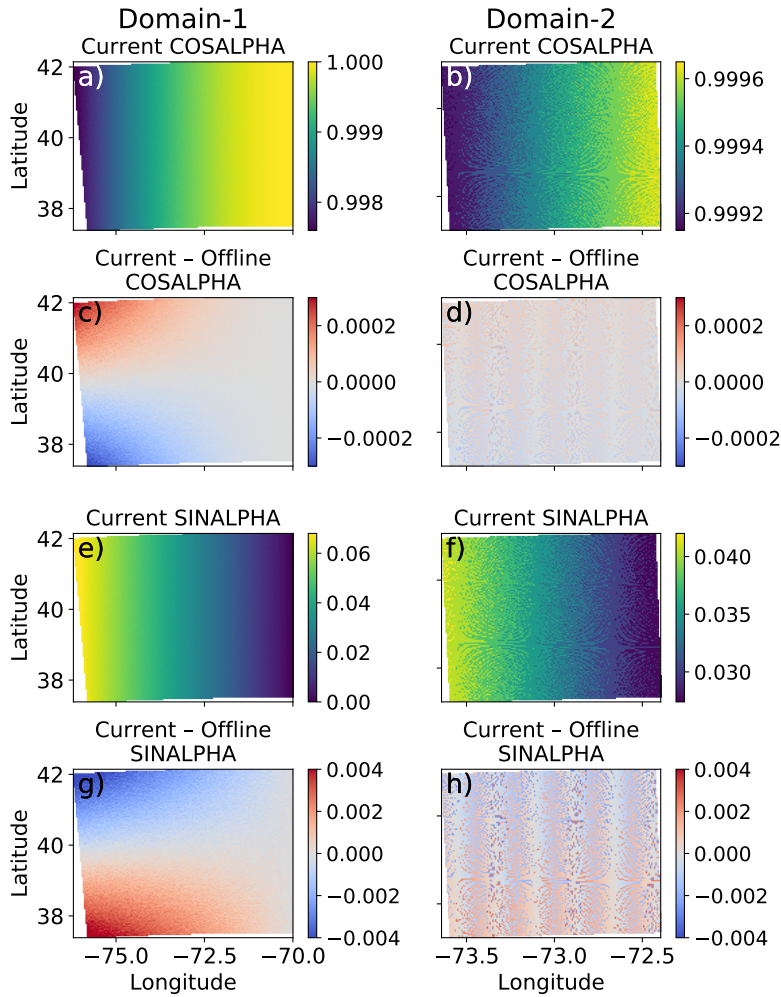 Domain-1
Domain-2
Current COSALPHA
Current COSALPHA
a)
b)
42
40
38
Latitude
1.000
0.999
0.998
0.9996
0.9994
0.9992
Current – Offline
COSALPHA
Current – Offline
COSALPHA
c)
d)
42
40
38
Latitude
0.0002
0.0000
−0.0002
0.0002
0.0000
−0.0002
Current SINALPHA
Current SINALPHA
e)
f)
42
40
38
Latitude
0.06
0.04
0.02
0.00
0.040
0.035
0.030
Current – Offline
SINALPHA
Current – Offline
SINALPHA
g)
h)
42
40
38
Latitude
0.004
0.002
0.000
−0.002
−0.004
0.004
0.002
0.000
−0.002
−0.004
−75.0
−72.5
−70.0
−73.5
−73.0
−72.5
Longitude
Longitude